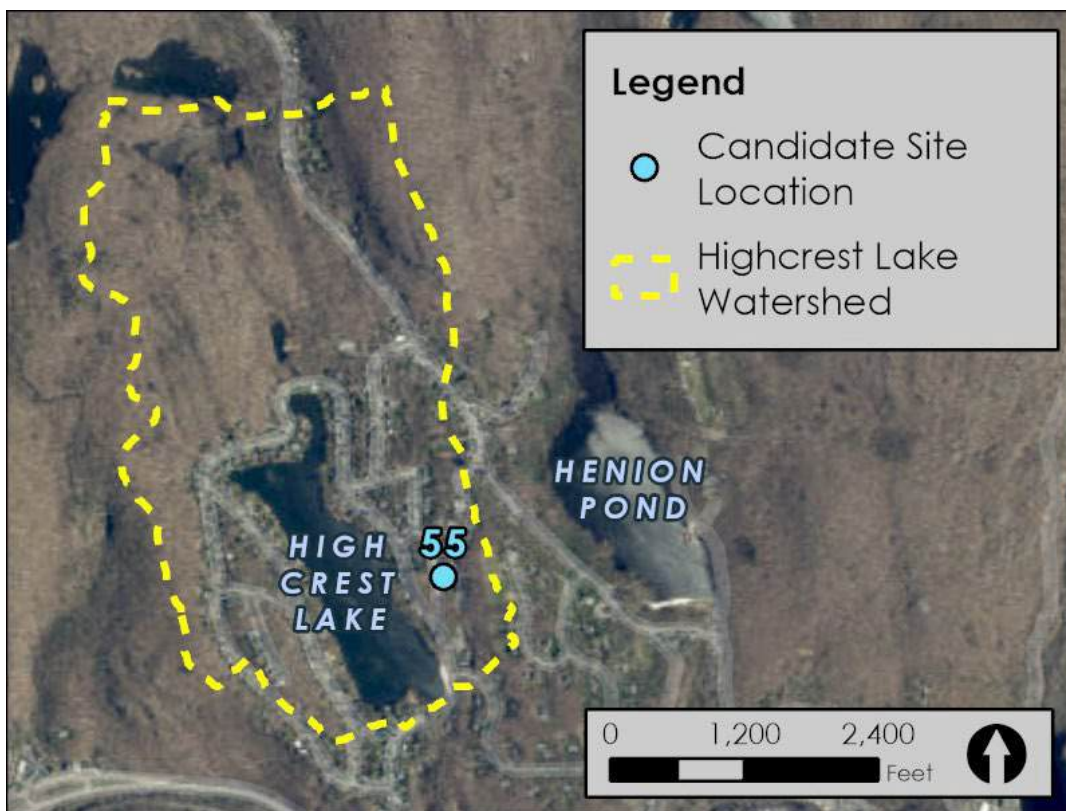 Legend
Candidate Site
Location
Highcrest Lake
Watershed
HENION
POND
55
HIGH
CREST
LAKE
0 1,200 2,400
Feet